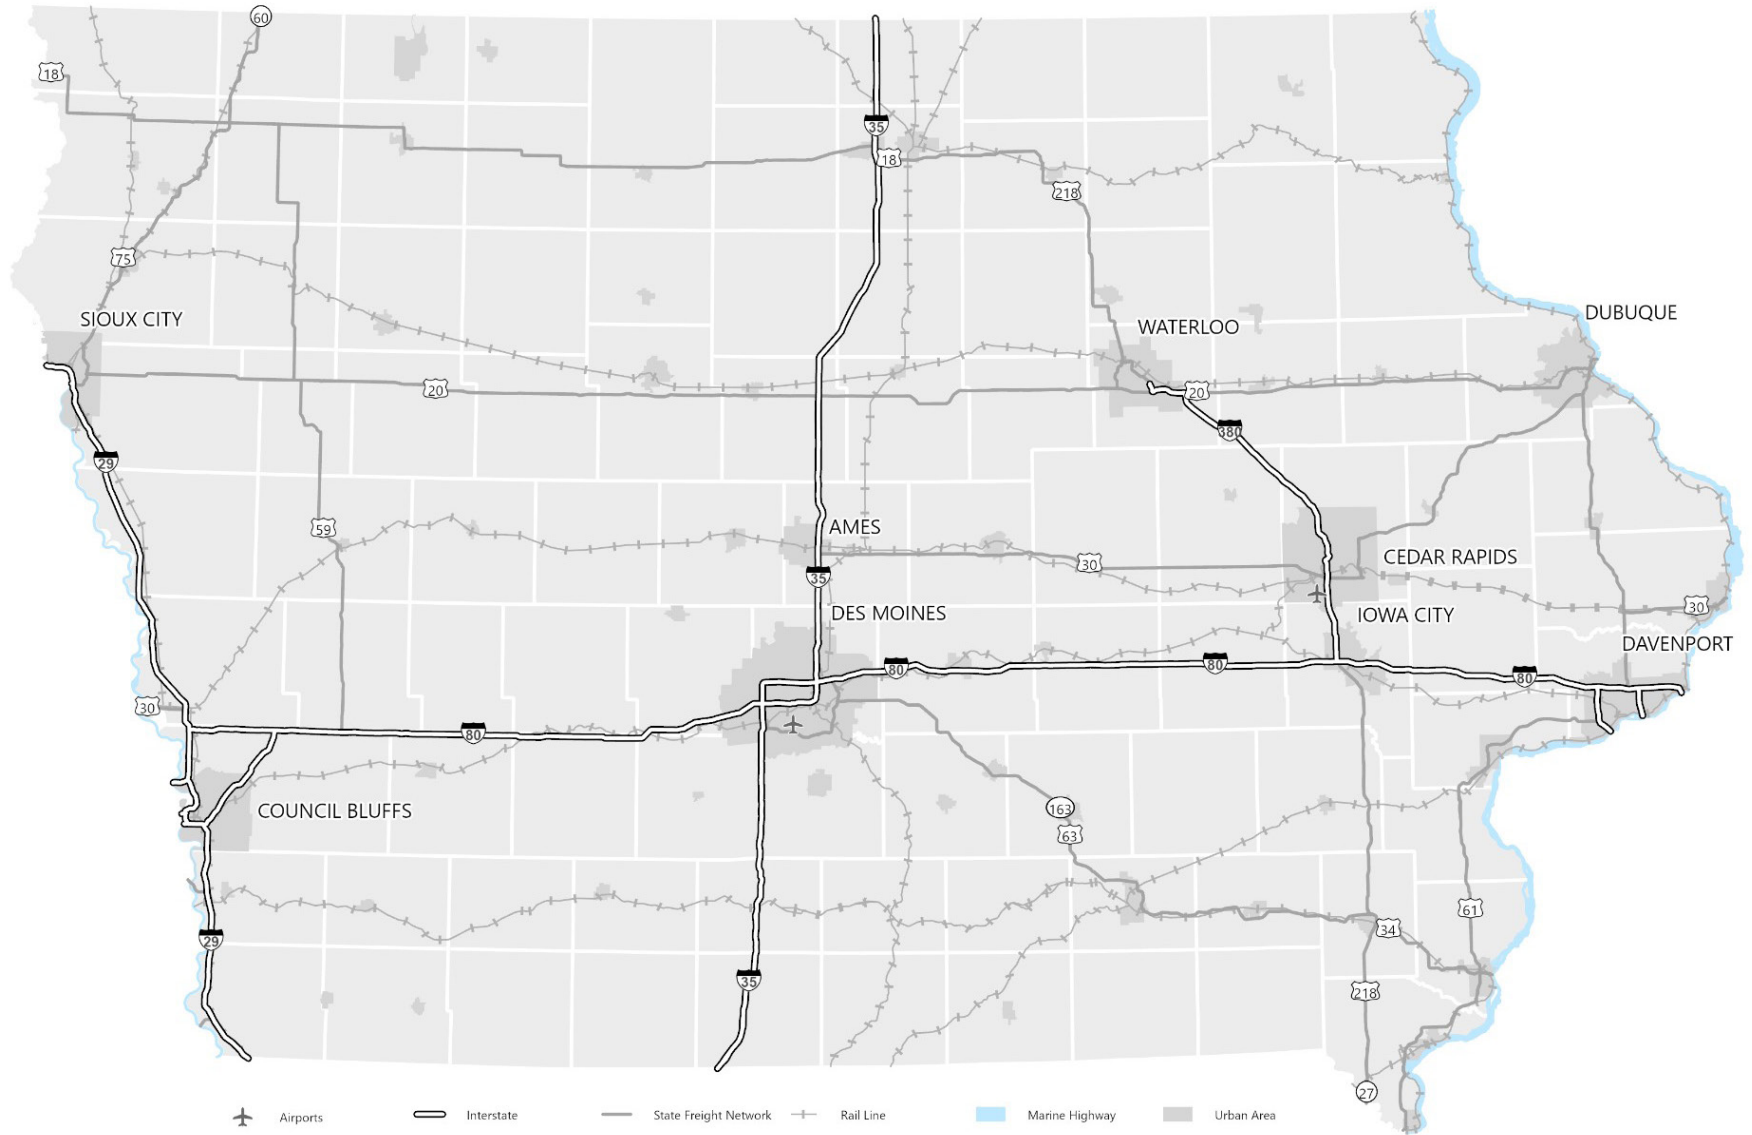 60
18
35
18
218
75
SIOUX CITY
DUBUQUE
WATERLOO
20
20
380
29
59
AMES
30
CEDAR RAPIDS
35
30
DES MOINES
IOWA CITY
DAVENPORT
80
80
80
30
80
COUNCIL BLUFFS
163
63
61
34
29
35
218
27
Airports
Interstate
State Freight Network
Rail Line
Marine Highway
Urban Area